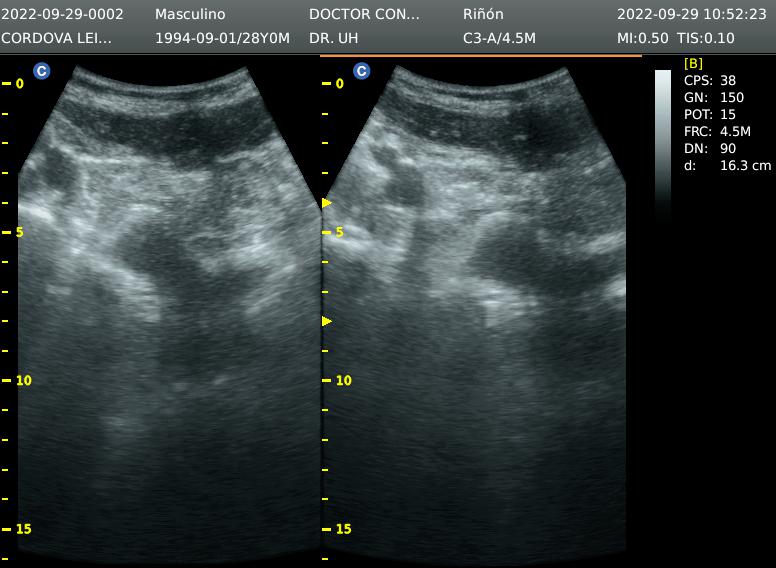 2022-09-29-0002 Masculino DOCTOR CON... Riñón 2022-09-29 10:52:23
CORDOVA LEI... 1994-09-01/28Y0M DR. UH C3-A/4.5M MI:0.50 TIS:0.10
C
C
[B]
CPS: 38
GN: 150
POT: 15
FRC: 4.5M
DN: 90
d: 16.3 cm
0
5
10
15
0
5
10
15